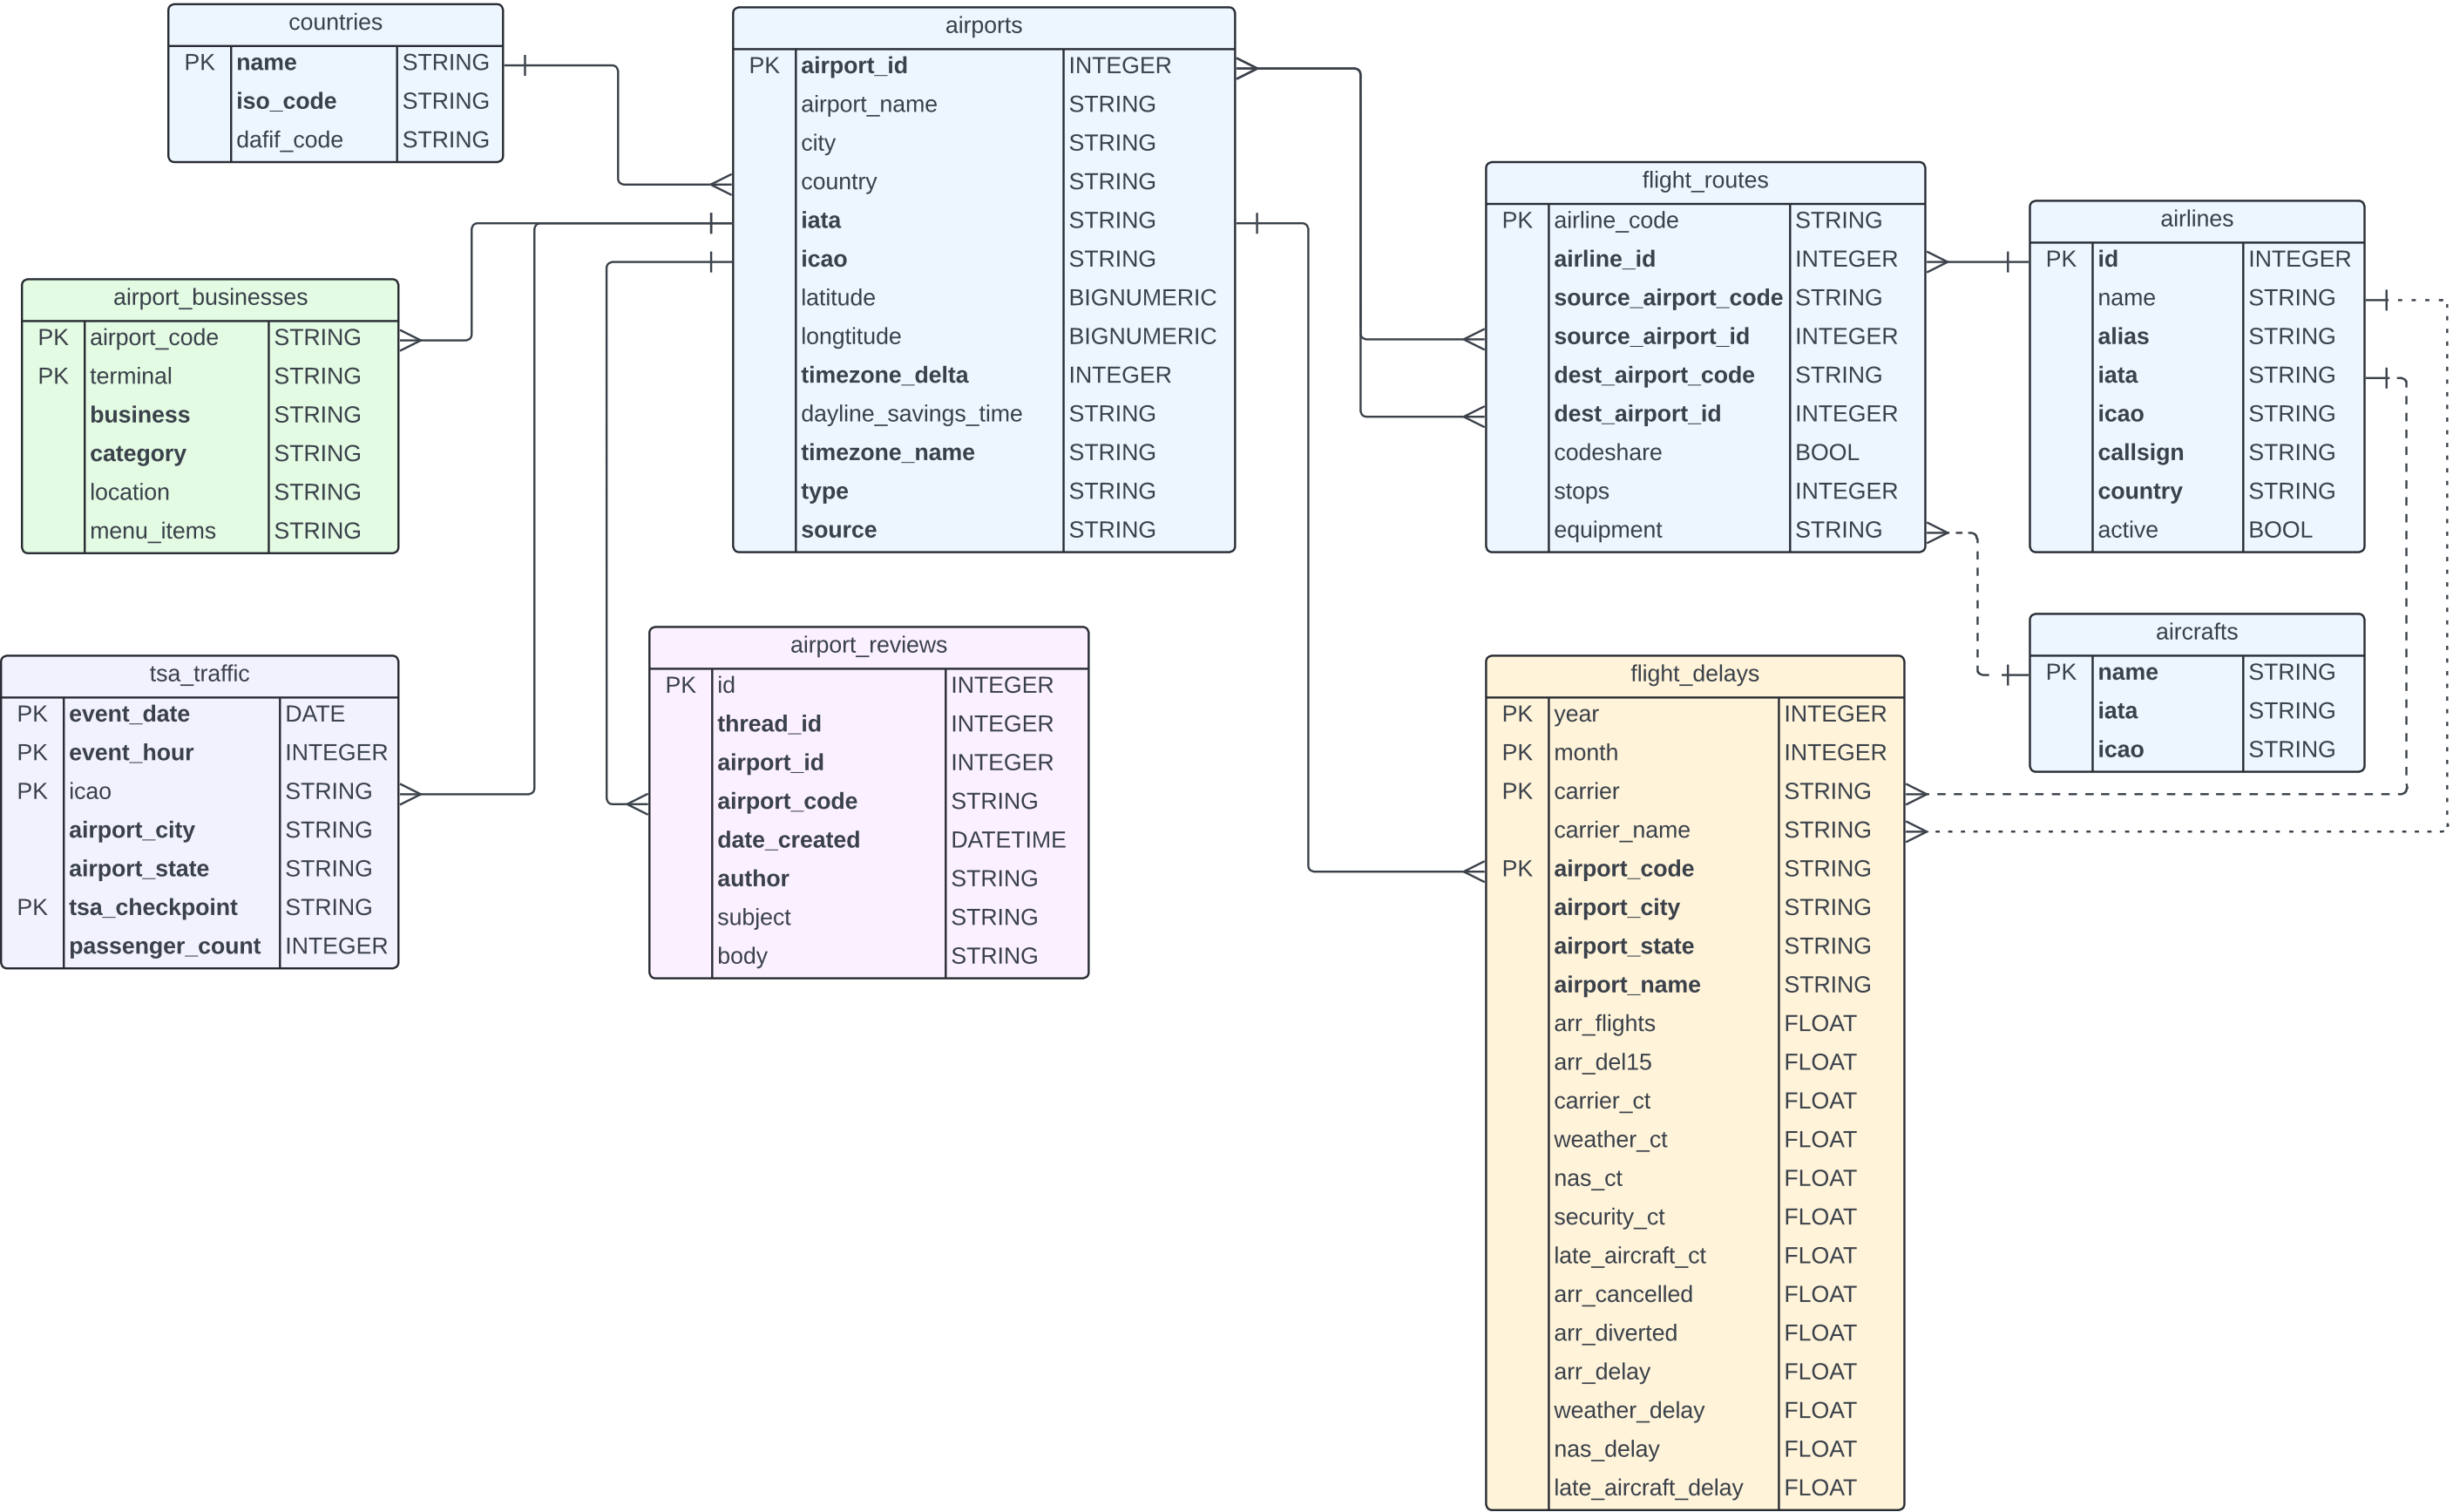 countries
PK name STRING
iso_code STRING
dafif_code STRING
airports
PK airport_id INTEGER
airport_name STRING
city STRING
country STRING
iata STRING
icao STRING
latitude BIGNUMERIC
longtitude BIGNUMERIC
timezone_delta INTEGER
dayline_savings_time STRING
timezone_name STRING
type STRING
source STRING
flight_routes
PK airline_code STRING
airline_id INTEGER
source_airport_code STRING
source_airport_id INTEGER
dest_airport_code STRING
dest_airport_id INTEGER
codeshare BOOL
stops INTEGER
equipment STRING
airlines
PK id INTEGER
name STRING
alias STRING
iata STRING
icao STRING
callsign STRING
country STRING
active BOOL
airport_businesses
PK airport_code STRING
PK terminal STRING
business STRING
category STRING
location STRING
menu_items STRING
tsa_traffic
PK event_date DATE
PK event_hour INTEGER
PK icao STRING
airport_city STRING
airport_state STRING
PK tsa_checkpoint STRING
passenger_count INTEGER
airport_reviews
PK id INTEGER
thread_id INTEGER
airport_id INTEGER
airport_code STRING
date_created DATETIME
author STRING
subject STRING
body STRING
flight_delays
PK year INTEGER
PK month INTEGER
PK carrier STRING
carrier_name STRING
PK airport_code STRING
airport_city STRING
airport_state STRING
airport_name STRING
arr_flights FLOAT
arr_del15 FLOAT
carrier_ct FLOAT
weather_ct FLOAT
nas_ct FLOAT
security_ct FLOAT
late_aircraft_ct FLOAT
arr_cancelled FLOAT
arr_diverted FLOAT
arr_delay FLOAT
weather_delay FLOAT
nas_delay FLOAT
late_aircraft_delay FLOAT
aircrafts
PK name STRING
iata STRING
icao STRING